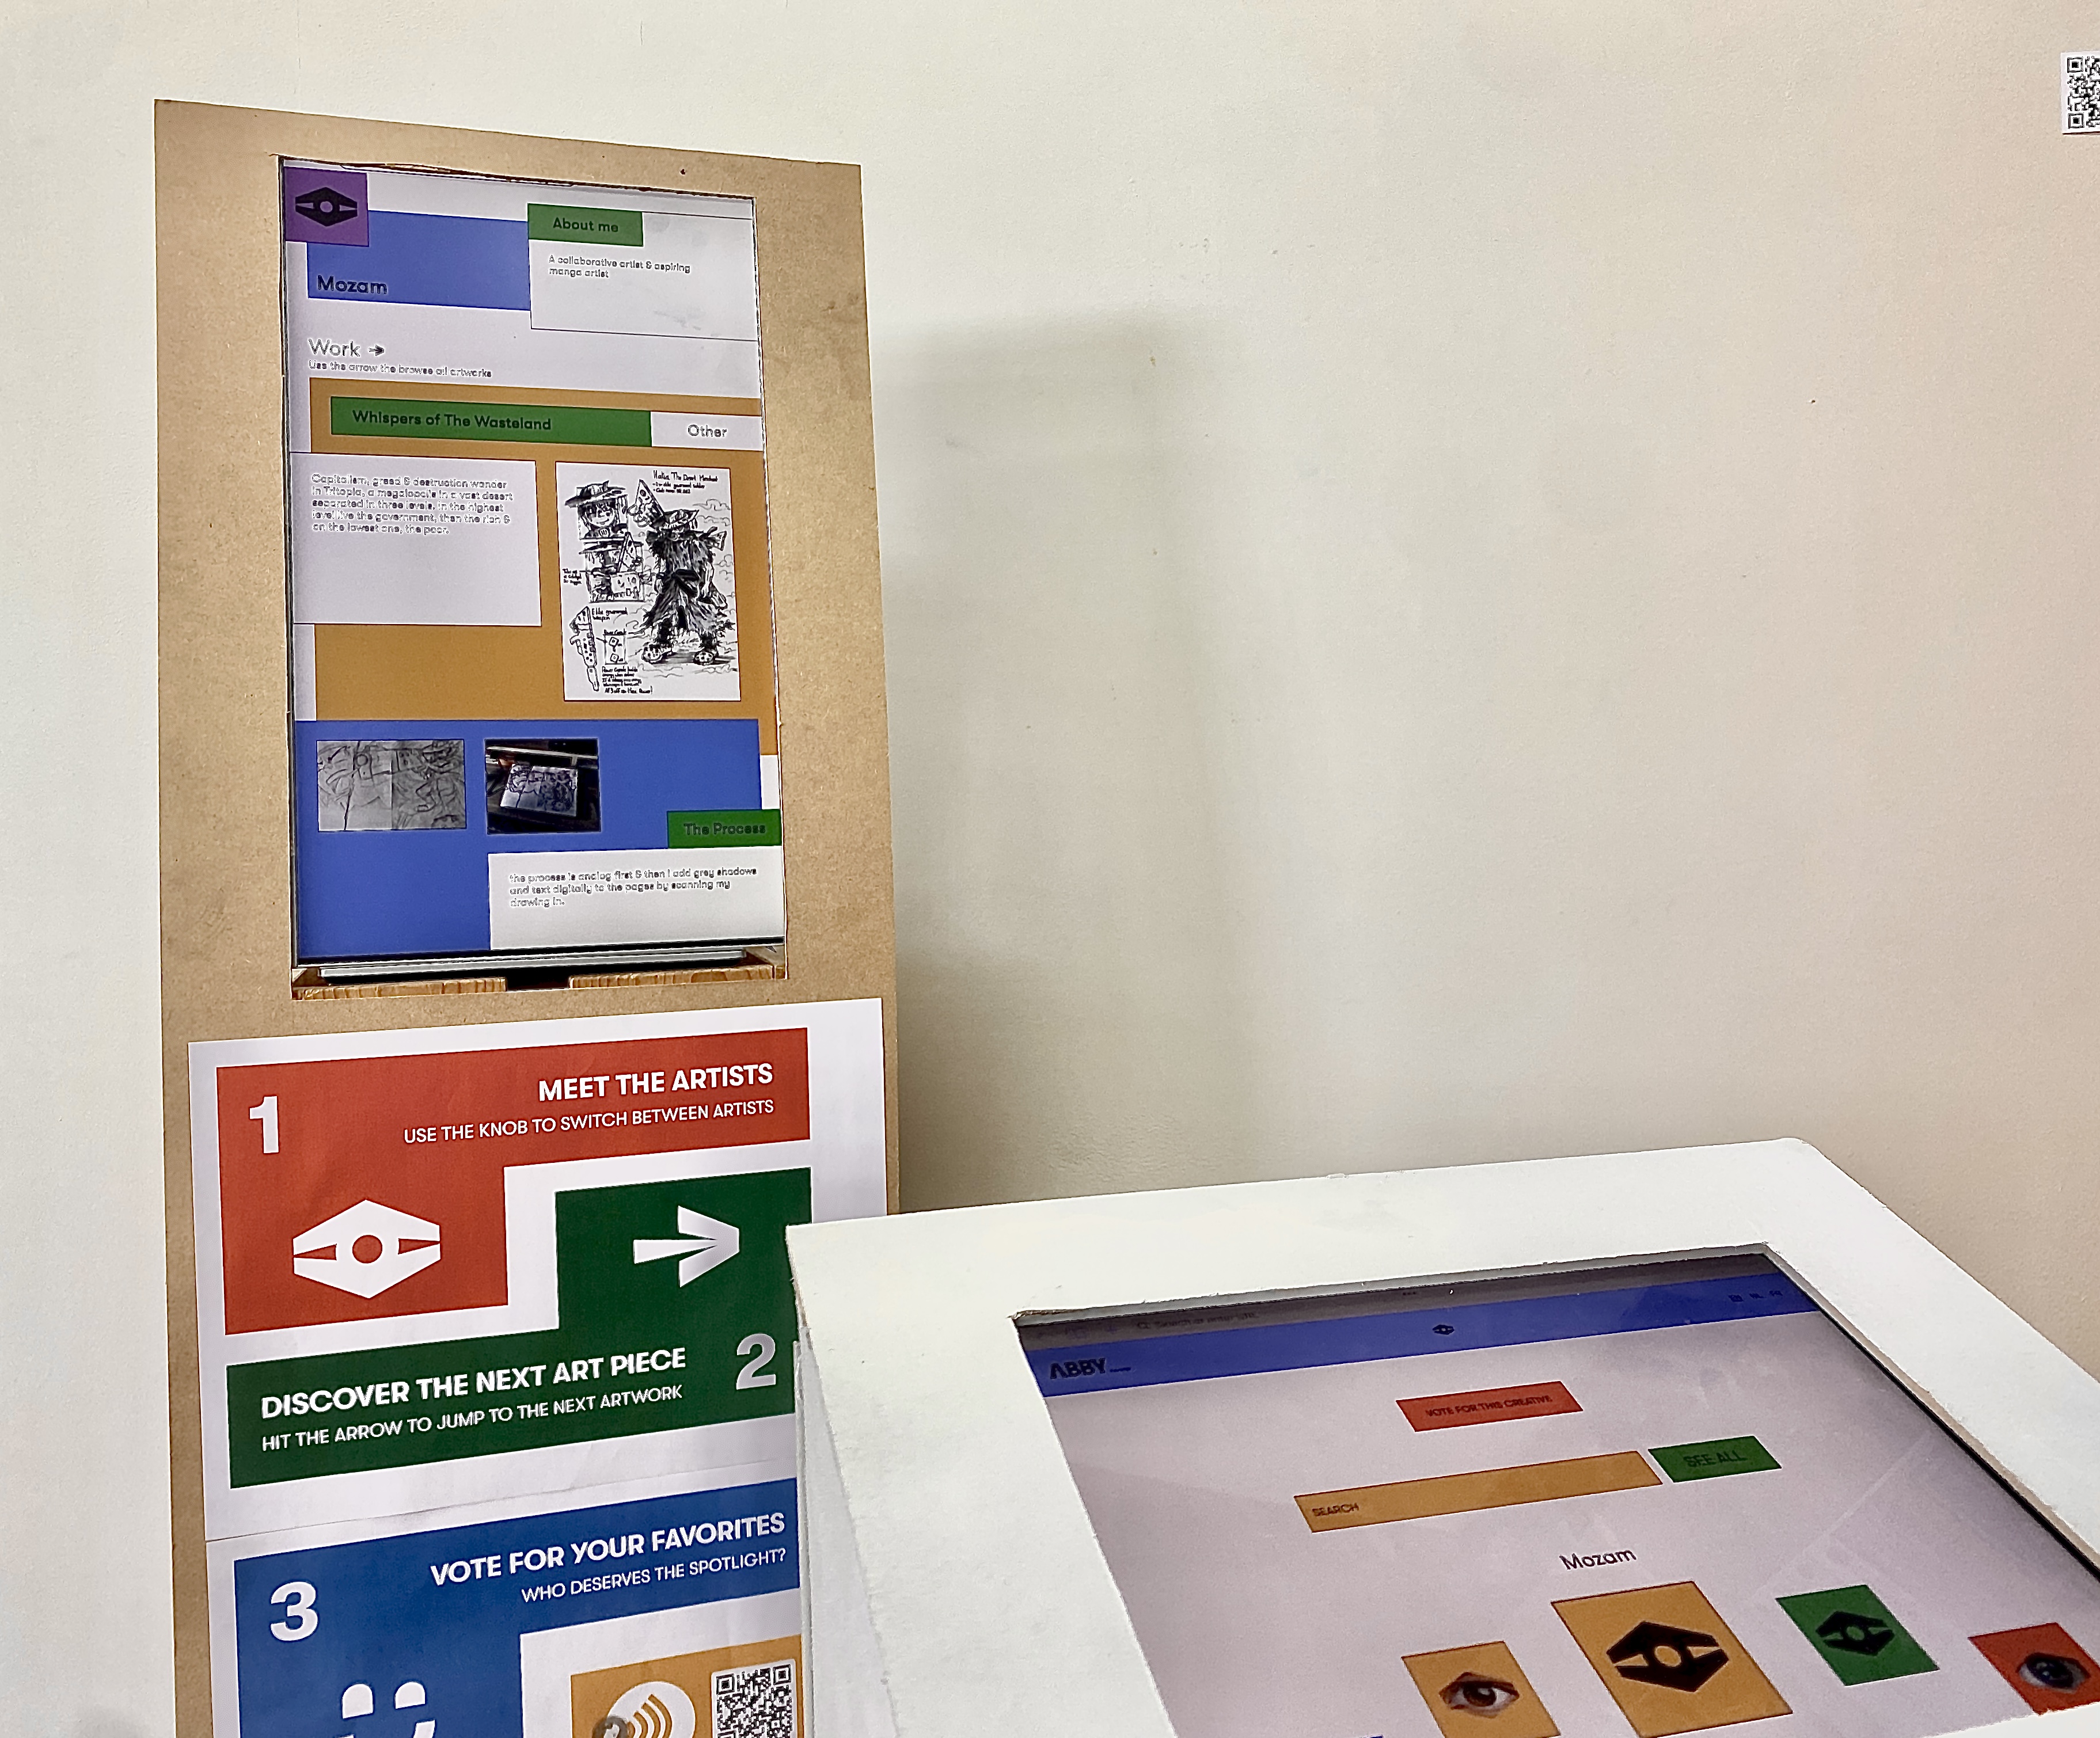 About me
A collaborative artist & aspiring
manga artist
Mozam
Work →
Use the arrow the browse all artworks
Whispers of The Wasteland
Other
Capitalism, greed & destruction wander
in Tritopia, a megalopolis in a vast desert
separated in three levels. In the highest
level live the government, then the rich &
on the lowest one, the poor.
The Process
the process is analog first & then I add grey shadows
and text digitally to the pages by scanning my
drawing in.
1
MEET THE ARTISTS
USE THE KNOB TO SWITCH BETWEEN ARTISTS
DISCOVER THE NEXT ART PIECE
HIT THE ARROW TO JUMP TO THE NEXT ARTWORK
2
3
VOTE FOR YOUR FAVORITES
WHO DESERVES THE SPOTLIGHT?
ABBY
VOTE FOR THIS CREATIVE
SEARCH
SEE ALL
Mozam